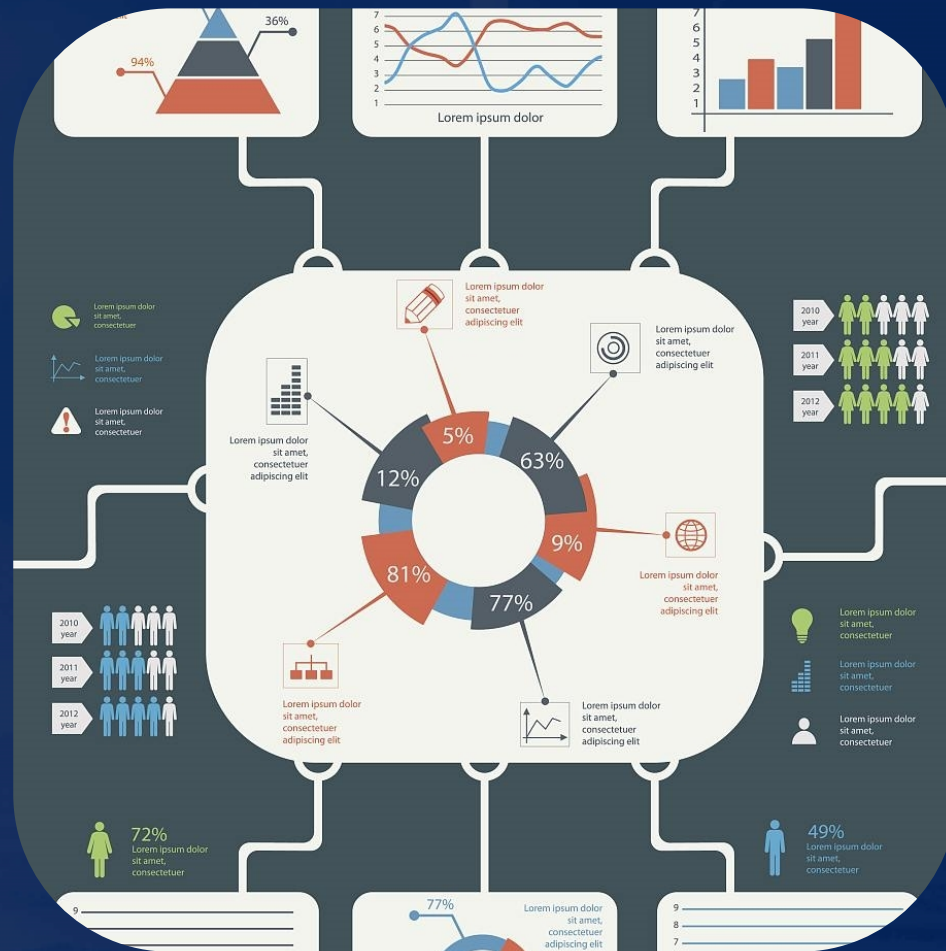 36%
94%
7
6
5
4
3
2
1
Lorem ipsum dolor
7
6
5
4
3
2
1
Lorem ipsum dolor
sit amet,
consectetuer
Lorem ipsum dolor
sit amet,
consectetuer
Lorem ipsum dolor
sit amet,
consectetuer
Lorem ipsum dolor
sit amet,
consectetuer
adipiscing elit
Lorem ipsum dolor
sit amet,
consectetuer
adipiscing elit
Lorem ipsum dolor
sit amet,
consectetuer
adipiscing elit
5%
63%
12%
9%
81%
77%
Lorem ipsum dolor
sit amet,
consectetuer
adipiscing elit
Lorem ipsum dolor
sit amet,
consectetuer
adipiscing elit
Lorem ipsum dolor
sit amet,
consectetuer
adipiscing elit
2010
year
2011
year
2012
year
2010
year
2011
year
2012
year
Lorem ipsum dolor
sit amet,
consectetuer
Lorem ipsum dolor
sit amet,
consectetuer
Lorem ipsum dolor
sit amet,
consectetuer
72%
Lorem ipsum dolor
sit amet,
consectetuer
49%
Lorem ipsum dolor
sit amet,
consectetuer
9
77%
Lorem ipsum dolor
sit amet,
consectetuer
adipiscing elit
9
8
7